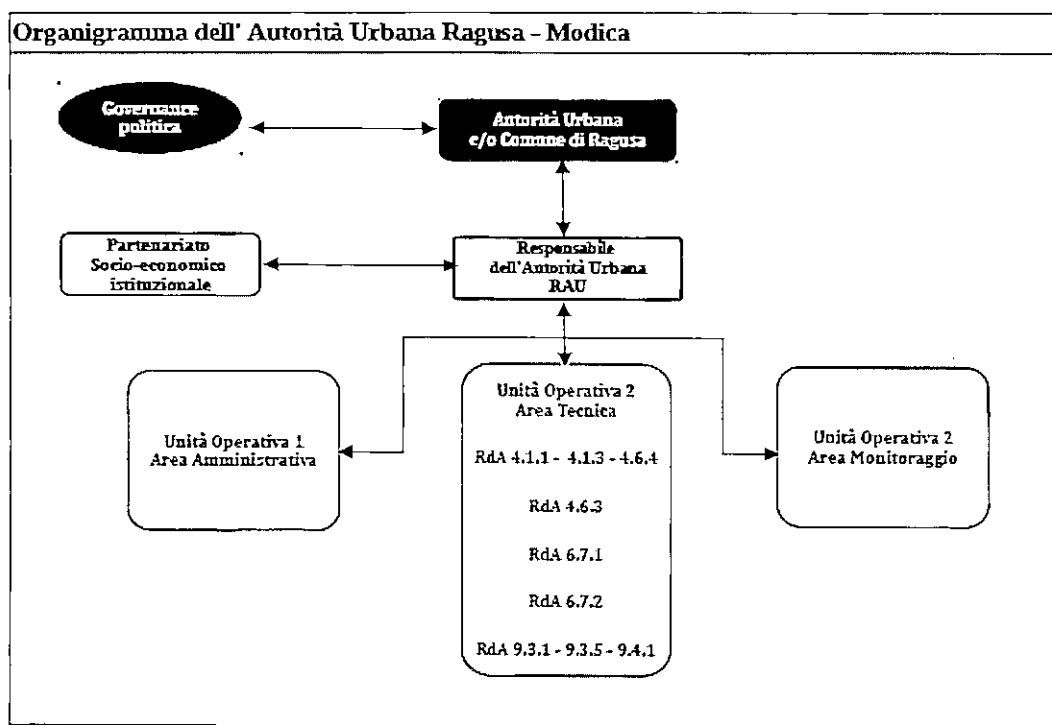 Organigramma dell' Autorità Urbana Ragusa - Modica
Governance
politica
Autorità Urbana
c/o Comune di Ragusa
Partenariato
Socio-economico
istituzionale
Responsabile
dell'Autorità Urbana
RAU
Unità Operativa 1
Area Amministrativa
Unità Operativa 2
Area Tecnica
RdA 4.1.1 - 4.1.3 - 4.6.4
RdA 4.6.3
RdA 6.7.1
RdA 6.7.2
RdA 9.3.1 - 9.3.5 - 9.4.1
Unità Operativa 2
Area Monitoraggio